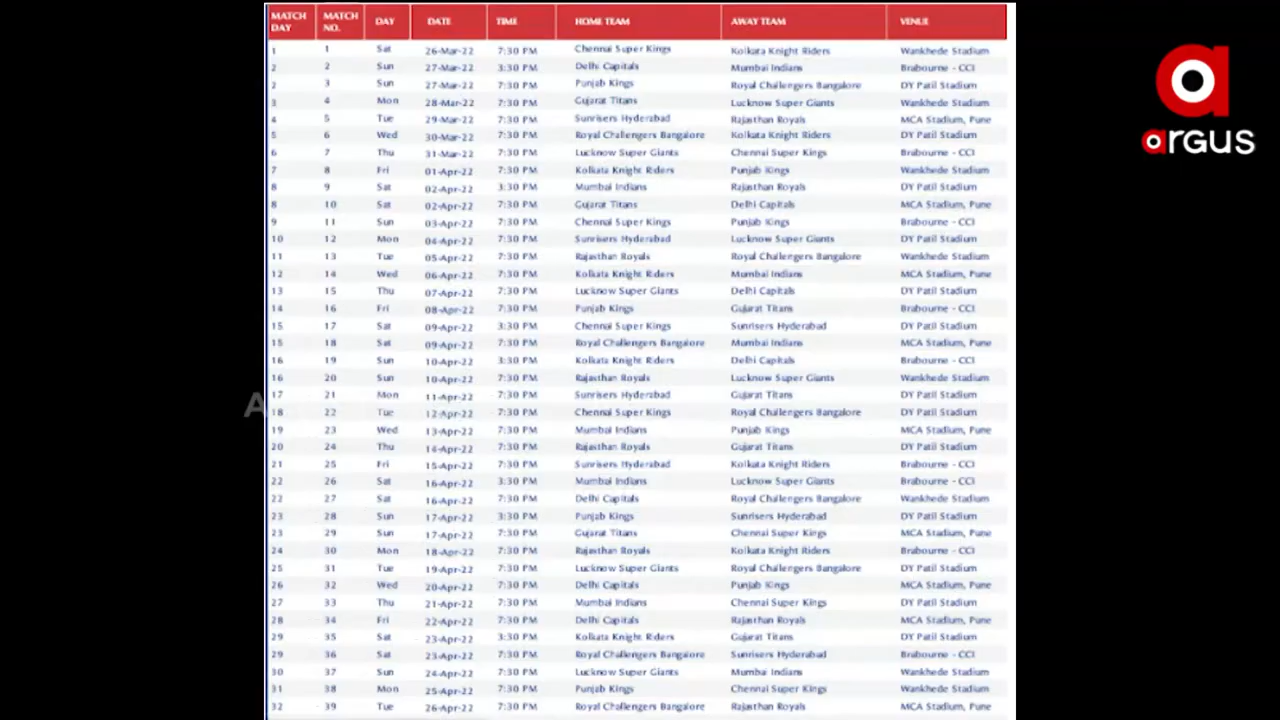 MATCH DAY MATCH NO. DAY DATE TIME HOME TEAM AWAY TEAM VENUE
1 1 Sat 26-Mar-22 7:30 PM Chennai Super Kings Kolkata Knight Riders Wankhede Stadium
2 2 Sun 27-Mar-22 3:30 PM Delhi Capitals Mumbai Indians Brabourne - CCI
2 3 Sun 27-Mar-22 7:30 PM Punjab Kings Royal Challengers Bangalore DY Patil Stadium
3 4 Mon 28-Mar-22 7:30 PM Gujarat Titans Lucknow Super Giants Wankhede Stadium
4 5 Tue 29-Mar-22 7:30 PM Sunrisers Hyderabad Rajasthan Royals MCA Stadium, Pune
5 6 Wed 30-Mar-22 7:30 PM Royal Challengers Bangalore Kolkata Knight Riders DY Patil Stadium
6 7 Thu 31-Mar-22 7:30 PM Lucknow Super Giants Chennai Super Kings Brabourne - CCI
7 8 Fri 01-Apr-22 7:30 PM Kolkata Knight Riders Punjab Kings Wankhede Stadium
8 9 Sat 02-Apr-22 3:30 PM Mumbai Indians Rajasthan Royals DY Patil Stadium
8 10 Sat 02-Apr-22 7:30 PM Gujarat Titans Delhi Capitals MCA Stadium, Pune
9 11 Sun 03-Apr-22 7:30 PM Chennai Super Kings Punjab Kings Brabourne - CCI
10 12 Mon 04-Apr-22 7:30 PM Sunrisers Hyderabad Lucknow Super Giants DY Patil Stadium
11 13 Tue 05-Apr-22 7:30 PM Rajasthan Royals Royal Challengers Bangalore Wankhede Stadium
12 14 Wed 06-Apr-22 7:30 PM Kolkata Knight Riders Mumbai Indians MCA Stadium, Pune
13 15 Thu 07-Apr-22 7:30 PM Lucknow Super Giants Delhi Capitals DY Patil Stadium
14 16 Fri 08-Apr-22 7:30 PM Punjab Kings Gujarat Titans Brabourne - CCI
15 17 Sat 09-Apr-22 3:30 PM Chennai Super Kings Sunrisers Hyderabad DY Patil Stadium
15 18 Sat 09-Apr-22 7:30 PM Royal Challengers Bangalore Mumbai Indians MCA Stadium, Pune
16 19 Sun 10-Apr-22 3:30 PM Kolkata Knight Riders Delhi Capitals Brabourne - CCI
16 20 Sun 10-Apr-22 7:30 PM Rajasthan Royals Lucknow Super Giants Wankhede Stadium
17 21 Mon 11-Apr-22 7:30 PM Sunrisers Hyderabad Gujarat Titans DY Patil Stadium
18 22 Tue 12-Apr-22 7:30 PM Chennai Super Kings Royal Challengers Bangalore DY Patil Stadium
19 23 Wed 13-Apr-22 7:30 PM Mumbai Indians Punjab Kings MCA Stadium, Pune
20 24 Thu 14-Apr-22 7:30 PM Rajasthan Royals Gujarat Titans DY Patil Stadium
21 25 Fri 15-Apr-22 7:30 PM Sunrisers Hyderabad Kolkata Knight Riders Brabourne - CCI
22 26 Sat 16-Apr-22 3:30 PM Mumbai Indians Lucknow Super Giants Brabourne - CCI
22 27 Sat 16-Apr-22 7:30 PM Delhi Capitals Royal Challengers Bangalore Wankhede Stadium
23 28 Sun 17-Apr-22 3:30 PM Punjab Kings Sunrisers Hyderabad DY Patil Stadium
23 29 Sun 17-Apr-22 7:30 PM Gujarat Titans Chennai Super Kings MCA Stadium, Pune
24 30 Mon 18-Apr-22 7:30 PM Rajasthan Royals Kolkata Knight Riders Brabourne - CCI
25 31 Tue 19-Apr-22 7:30 PM Lucknow Super Giants Royal Challengers Bangalore DY Patil Stadium
26 32 Wed 20-Apr-22 7:30 PM Delhi Capitals Punjab Kings MCA Stadium, Pune
27 33 Thu 21-Apr-22 7:30 PM Mumbai Indians Chennai Super Kings DY Patil Stadium
28 34 Fri 22-Apr-22 7:30 PM Delhi Capitals Rajasthan Royals MCA Stadium, Pune
29 35 Sat 23-Apr-22 3:30 PM Kolkata Knight Riders Gujarat Titans DY Patil Stadium
29 36 Sat 23-Apr-22 7:30 PM Royal Challengers Bangalore Sunrisers Hyderabad Brabourne - CCI
30 37 Sun 24-Apr-22 7:30 PM Lucknow Super Giants Mumbai Indians Wankhede Stadium
31 38 Mon 25-Apr-22 7:30 PM Punjab Kings Chennai Super Kings Wankhede Stadium
32 39 Tue 26-Apr-22 7:30 PM Royal Challengers Bangalore Rajasthan Royals MCA Stadium, Pune
argus